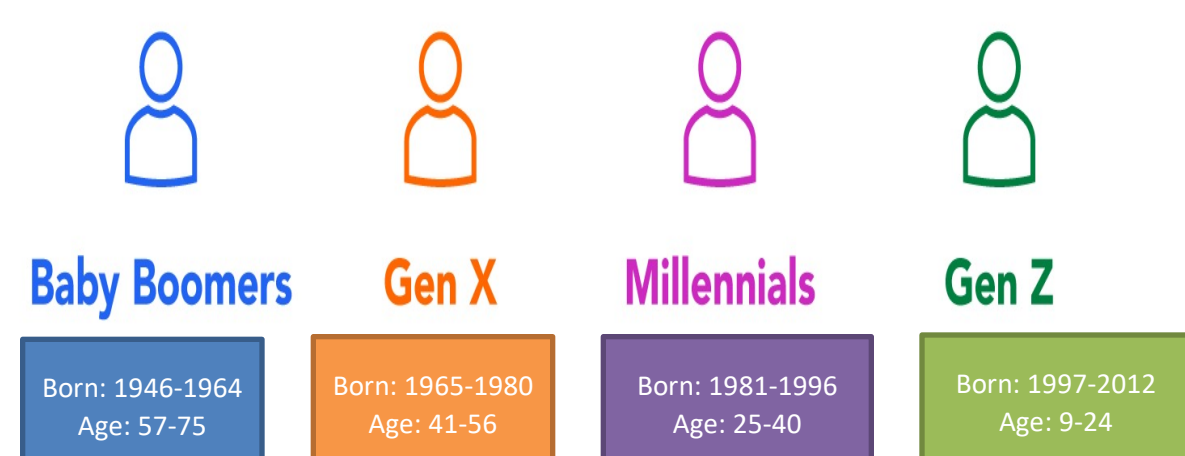 Baby Boomers
Gen X
Millennials
Gen Z
Born: 1946-1964
Age: 57-75
Born: 1965-1980
Age: 41-56
Born: 1981-1996
Age: 25-40
Born: 1997-2012
Age: 9-24